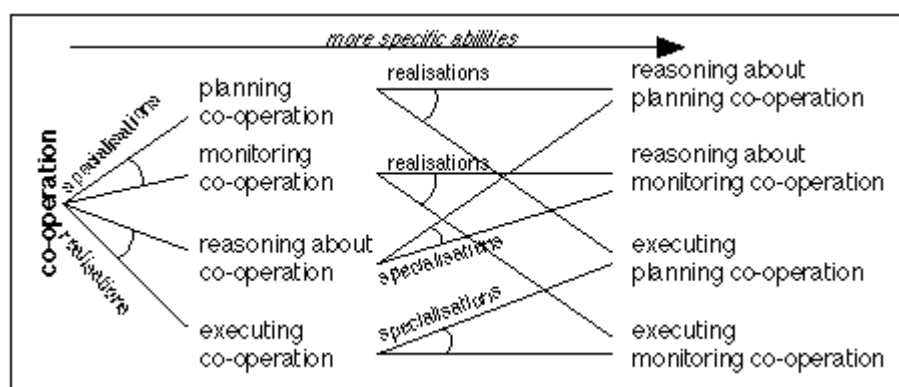 more specific abilities
co-operation
specialisations
realisations
planning
co-operation
monitoring
co-operation
reasoning about
co-operation
executing
co-operation
realisations
realisations
specialisations
specialisations
reasoning about
planning co-operation
reasoning about
monitoring co-operation
executing
planning co-operation
executing
monitoring co-operation